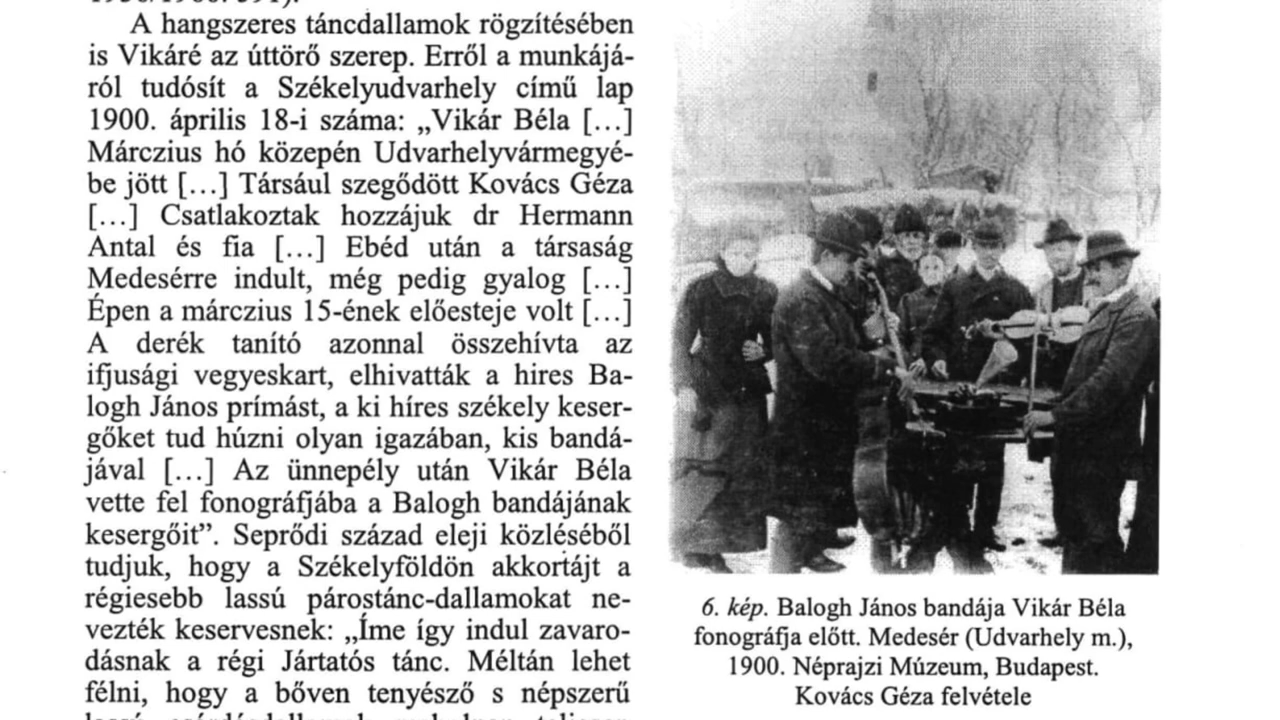 A hangszeres táncdallamok rögzítésében
is Vikáré az úttörő szerep. Erről a munkájá-
ról tudósít a Székelyudvarhely című lap
1900. április 18-i száma: „Vikár Béla […]
Márczius hó közepén Udvarhelyvármegyé-
be jött […] Társául szegődött Kovács Géza
[…] Csatlakoztak hozzájuk dr Hermann
Antal és fia […] Ebéd után a társaság
Medesérre indult, még pedig gyalog […]
Épen a márczius 15-ének előesteje volt […]
A derék tanító azonnal összehívta az
ifjusági vegyeskart, elhivatták a hires Ba-
logh János prímást, a ki híres székely keser-
gőket tud húzni olyan igazában, kis bandá-
jával […] Az ünnepély után Vikár Béla
vette fel fonográfjába a Balogh bandájának
kesergőit”. Seprődi század eleji közléséből
tudjuk, hogy a Székelyföldön akkortájt a
régiesebb lassú párostánc-dallamokat ne-
vezték keservesnek: „Íme így indul zavaro-
dásnak a régi Jártatós tánc. Méltán lehet
félni, hogy a bőven tenyésző s népszerű
6. kép. Balogh János bandája Vikár Béla
fonográfja előtt. Medesér (Udvarhely m.),
1900. Néprajzi Múzeum, Budapest.
Kovács Géza felvétele